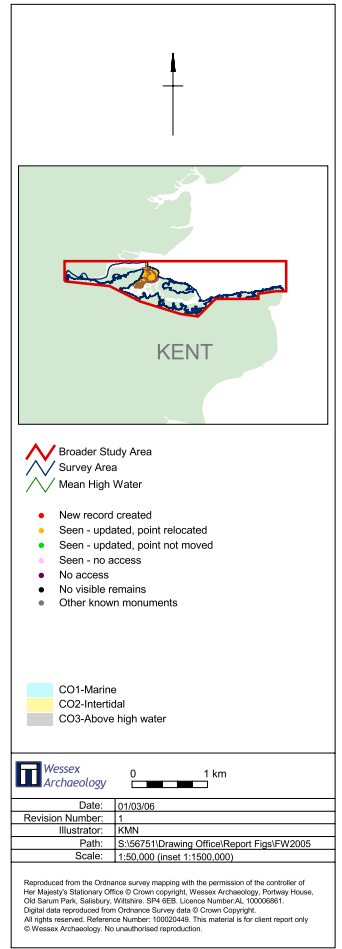 KENT
Broader Study Area
Survey Area
Mean High Water
New record created
Seen - updated, point relocated
Seen - updated, point not moved
Seen - no access
No access
No visible remains
Other known monuments
CO1-Marine
CO2-Intertidal
CO3-Above high water
Wessex
Archaeology
0 1 km
Date: 01/03/06
Revision Number: 1
Illustrator: KMN
Path: S:\56751\Drawing Office\Report Figs\FW2005
Scale: 1:50,000 (inset 1:1500,000)
Reproduced from the Ordnance survey mapping with the permission of the controller of
Her Majesty's Stationery Office © Crown copyright, Wessex Archaeology, Portway House,
Old Sarum Park, Salisbury, Wiltshire. SP4 6EB. Licence Number:AL 100006861.
Digital data reproduced from Ordnance Survey data © Crown Copyright.
All rights reserved. Reference Number: 100020449. This material is for client report only
© Wessex Archaeology. No unauthorised reproduction.